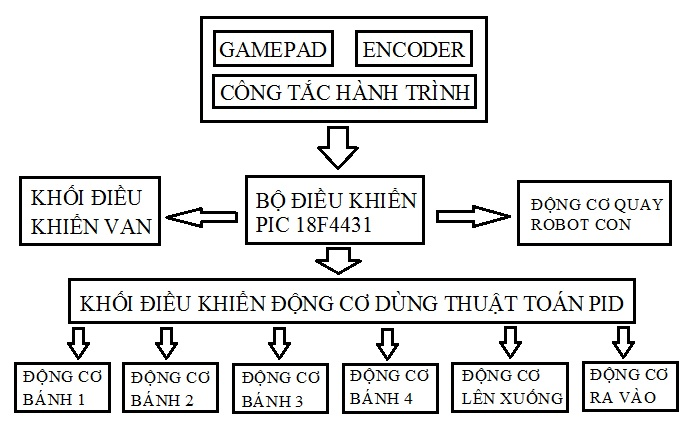 GAMEPAD
ENCODER
CÔNG TẮC HÀNH TRÌNH
KHỐI ĐIỀU
KHIỂN VAN
BỘ ĐIỀU KHIỂN
PIC 18F4431
ĐỘNG CƠ QUAY
ROBOT CON
KHỐI ĐIỀU KHIỂN ĐỘNG CƠ DÙNG THUẬT TOÁN PID
ĐỘNG CƠ
BÁNH 1
ĐỘNG CƠ
BÁNH 2
ĐỘNG CƠ
BÁNH 3
ĐỘNG CƠ
BÁNH 4
ĐỘNG CƠ
LÊN XUỐNG
ĐỘNG CƠ
RA VÀO